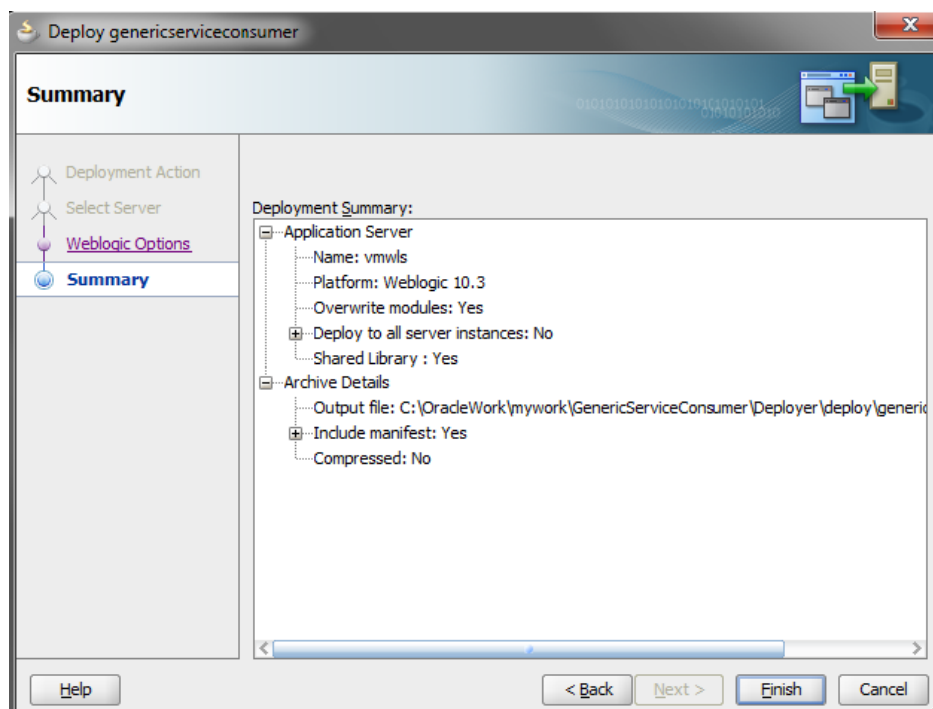 Deploy genericserviceconsumer
Summary
Deployment Action
Select Server
Weblogic Options
Summary
Deployment Summary:
Application Server
Name: vmwls
Platform: Weblogic 10.3
Overwrite modules: Yes
Deploy to all server instances: No
Shared Library : Yes
Archive Details
Output file: C:\OracleWork\mywork\GenericServiceConsumer\Deployer\deploy\generic
Include manifest: Yes
Compressed: No
Help
< Back
Next >
Finish
Cancel